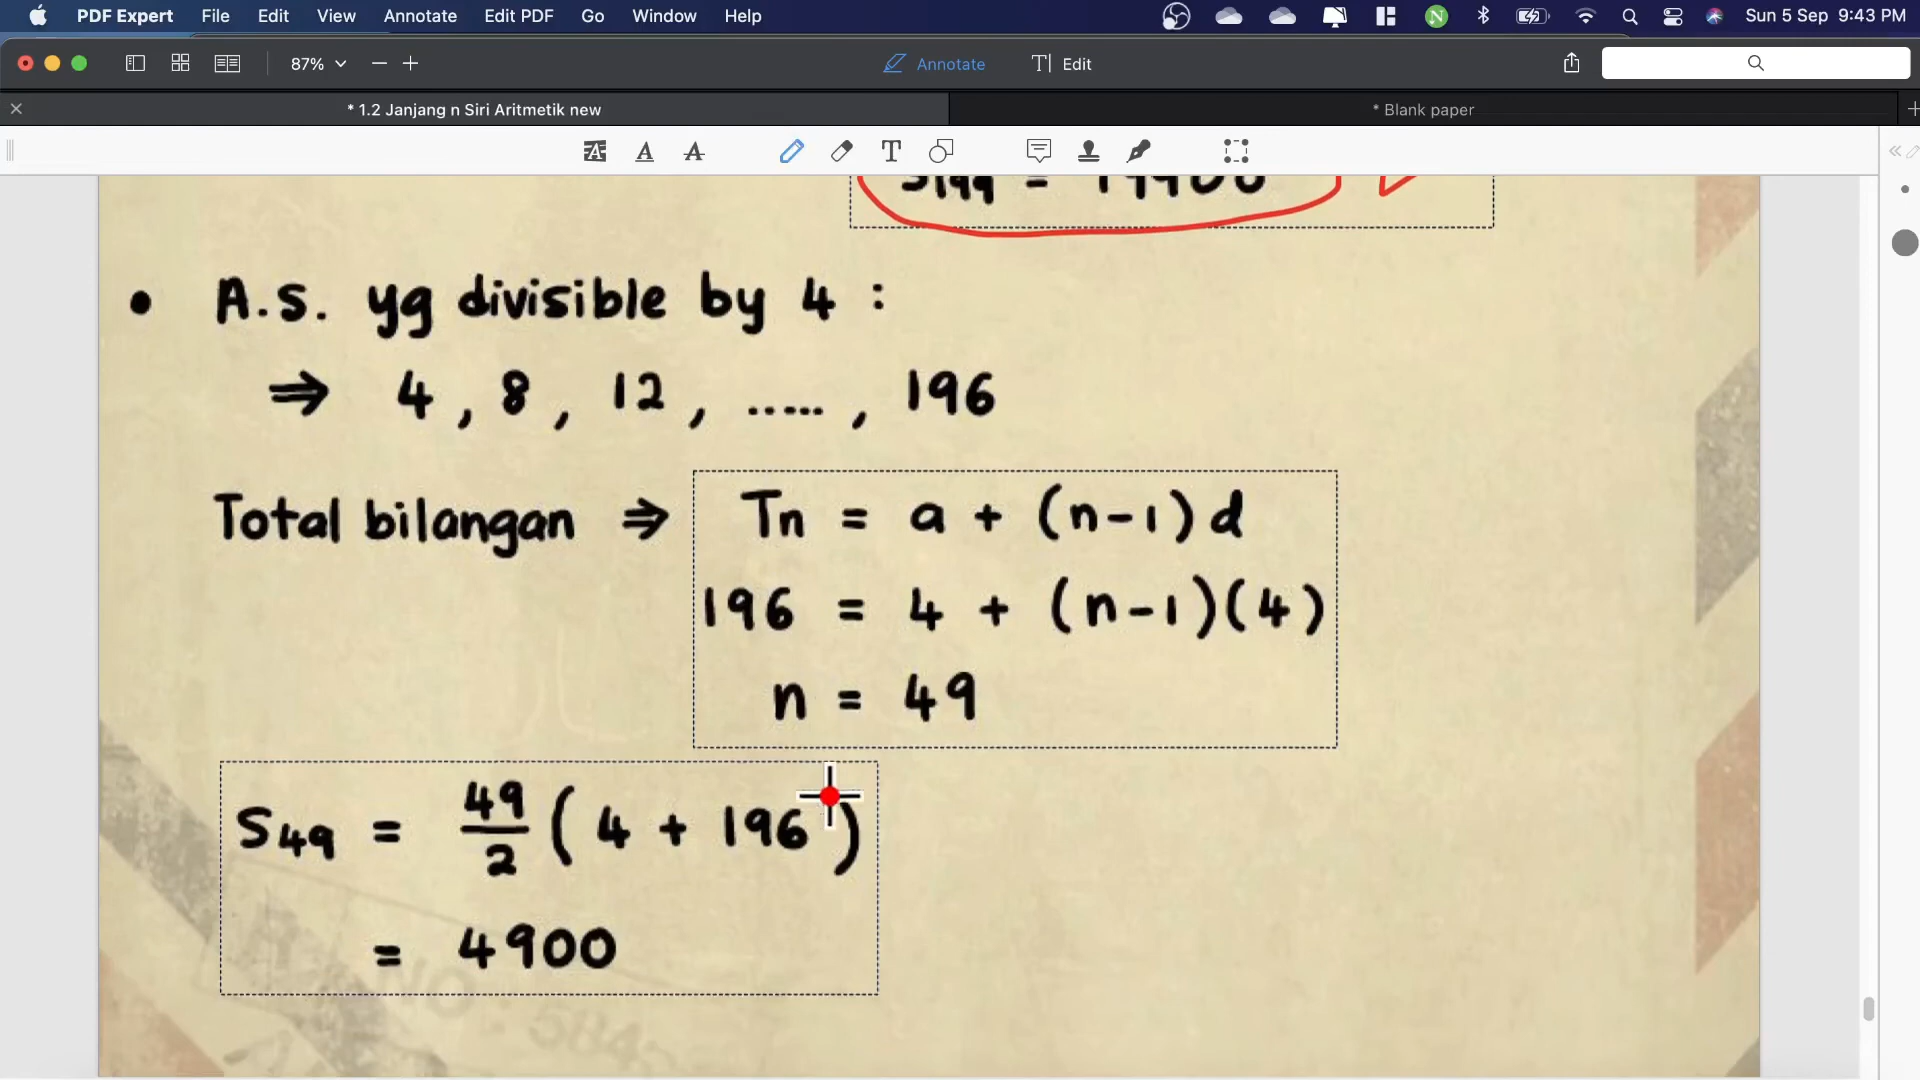 PDF Expert File Edit View Annotate Edit PDF Go Window Help Sun 5 Sep 9:43 PM
87% Annotate Edit
* 1.2 Janjang n Siri Aritmetik new * Blank paper
S199 = 19900
• A.s. yg divisible by 4 :
⇒ 4 , 8 , 12 , ..... , 196
Total bilangan ⇒ Tn = a + (n-1) d
196 = 4 + (n-1)(4)
n = 49
S49 = 49/2 ( 4 + 196 )
= 4900